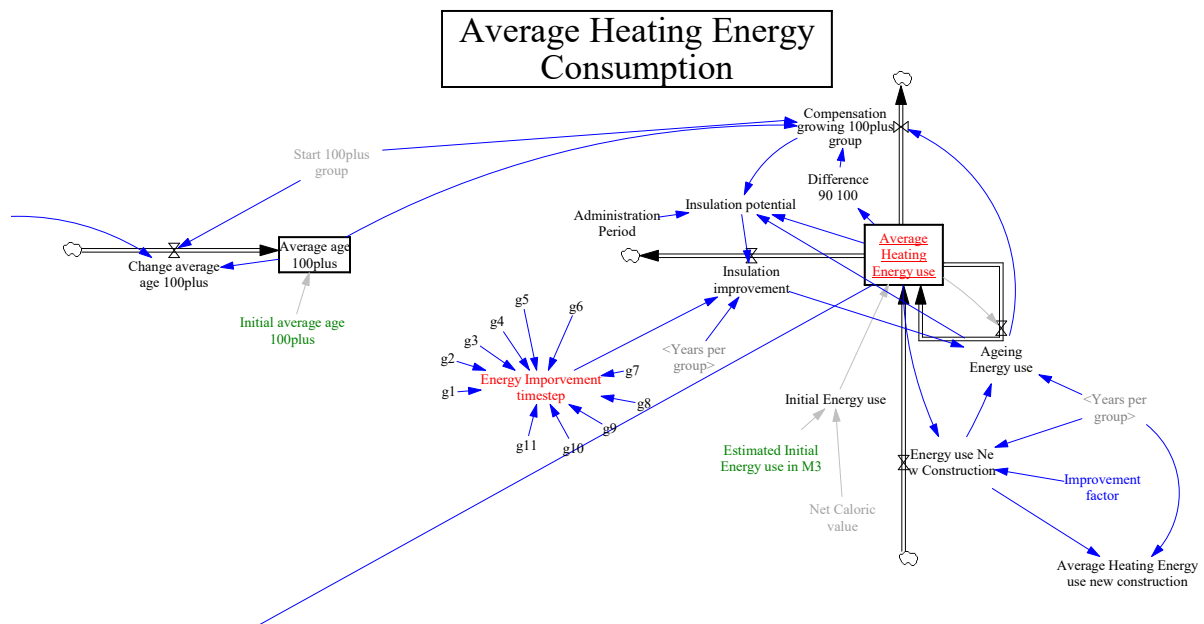 Average Heating Energy
Consumption
Compensation
growing 100plus
group
Start 100plus
group
Difference
90 100
Administration
Period
Insulation potential
Average age
100plus
Change average
age 100plus
Average
Heating
Energy use
Insulation
improvement
Initial average age
100plus
g1
g2
g3
g4
g5
g6
g7
g8
g9
g10
g11
Energy Imporvement
timestep
<Years per
group>
Ageing
Energy use
Initial Energy use
<Years per
group>
Estimated Initial
Energy use in M3
Energy use Ne
w Construction
Improvement
factor
Net Caloric
value
Average Heating Energy
use new construction